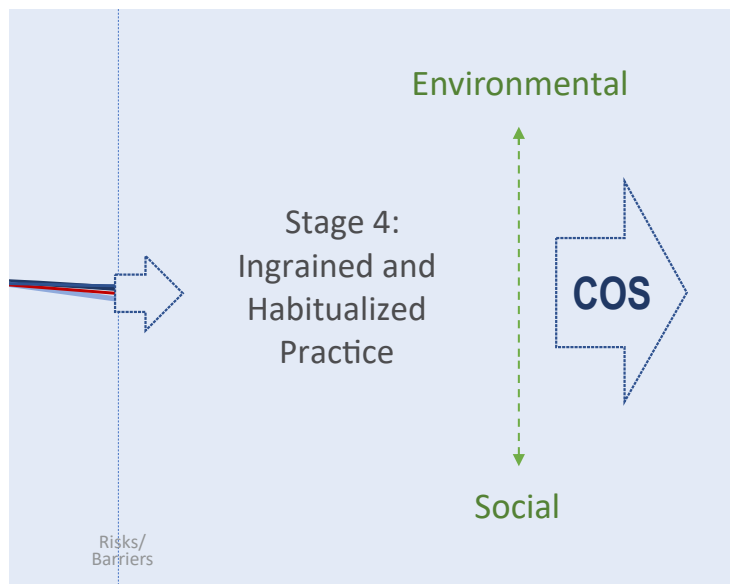 Environmental
Stage 4:
Ingrained and
Habitualized
Practice
COS
Social
Risks/
Barriers